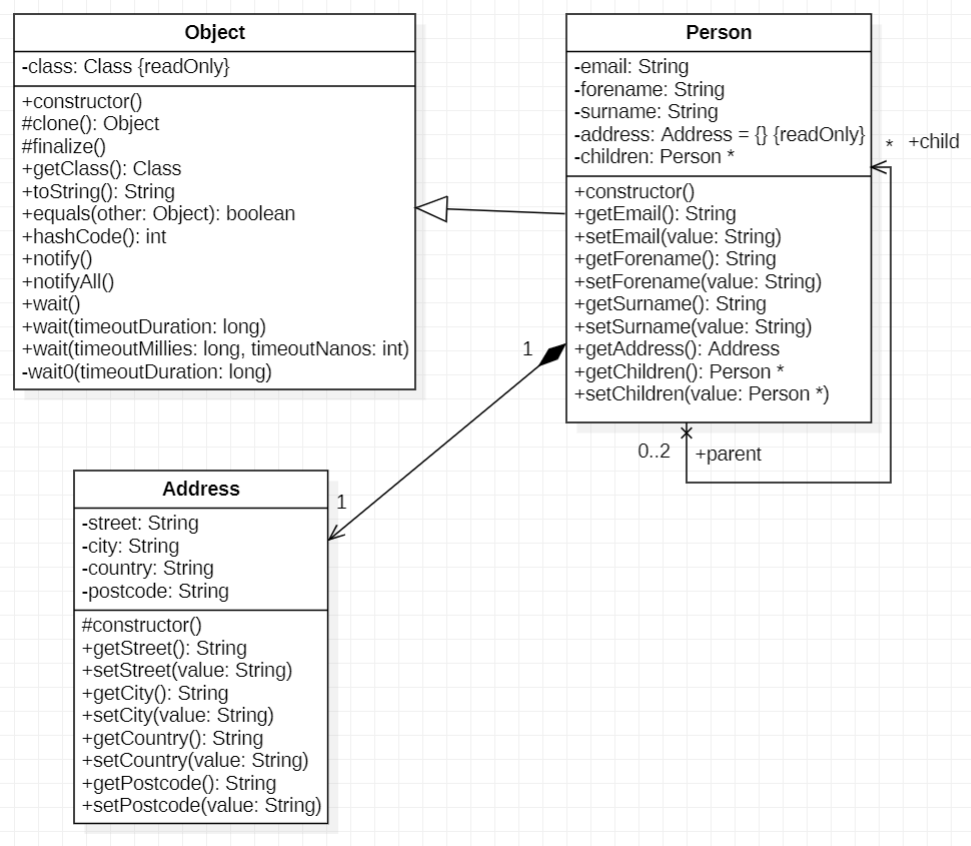 Object
-class: Class {readOnly}
+constructor()
#clone(): Object
#finalize()
+getClass(): Class
+toString(): String
+equals(other: Object): boolean
+hashCode(): int
+notify()
+notifyAll()
+wait()
+wait(timeoutDuration: long)
+wait(timeoutMillies: long, timeoutNanos: int)
-wait0(timeoutDuration: long)
Person
-email: String
-forename: String
-surname: String
-address: Address = {} {readOnly}
-children: Person *
+constructor()
+getEmail(): String
+setEmail(value: String)
+getForename(): String
+setForename(value: String)
+getSurname(): String
+setSurname(value: String)
+getAddress(): Address
+getChildren(): Person *
+setChildren(value: Person *)
* +child
1
0..2 +parent
1
Address
-street: String
-city: String
-country: String
-postcode: String
#constructor()
+getStreet(): String
+setStreet(value: String)
+getCity(): String
+setCity(value: String)
+getCountry(): String
+setCountry(value: String)
+getPostcode(): String
+setPostcode(value: String)